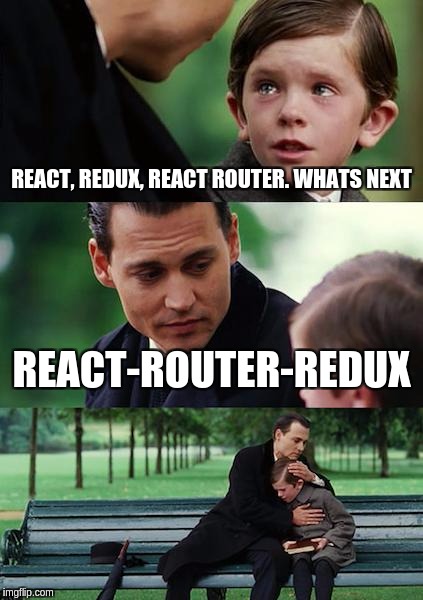 REACT, REDUX, REACT ROUTER. WHATS NEXT
REACT-ROUTER-REDUX
imgflip.com